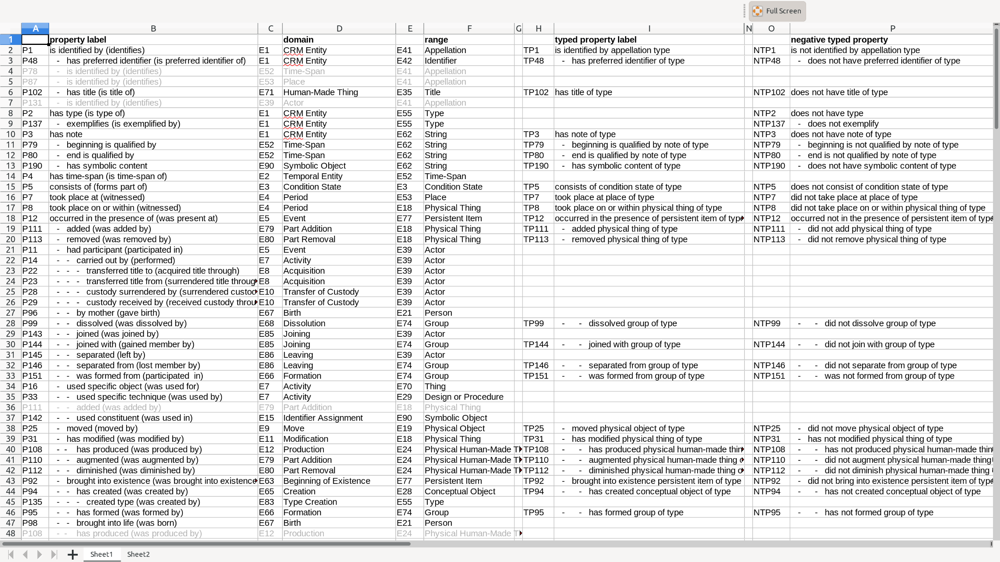 Full Screen
A B C D E F G H I N O P
1 property label domain range typed property label negative typed property
2 P1 is identified by (identifies) E1 CRM Entity E41 Appellation TP1 is identified by appellation type NTP1 is not identified by appellation type
3 P48 - has preferred identifier (is preferred identifier of) E1 CRM Entity E42 Identifier TP48 - has preferred identifier of type NTP48 - does not have preferred identifier of type
4 P78 - is identified by (identifies) E52 Time-Span E41 Appellation
5 P87 - is identified by (identifies) E53 Place E41 Appellation
6 P102 - has title (is title of) E71 Human-Made Thing E35 Title TP102 has title of type NTP102 does not have title of type
7 P131 - is identified by (identifies) E39 Actor E41 Appellation
8 P2 has type (is type of) E1 CRM Entity E55 Type NTP2 does not have type
9 P137 - exemplifies (is exemplified by) E1 CRM Entity E55 Type NTP137 - does not exemplify
10 P3 has note E1 CRM Entity E62 String TP3 has note of type NTP3 does not have note of type
11 P79 - beginning is qualified by E52 Time-Span E62 String TP79 - beginning is qualified by note of type NTP79 - beginning is not qualified by note of type
12 P80 - end is qualified by E52 Time-Span E62 String TP80 - end is qualified by note of type NTP80 - end is not qualified by note of type
13 P190 - has symbolic content E90 Symbolic Object E62 String TP190 - has symbolic content of type NTP190 - does not have symbolic content of type
14 P4 has time-span (is time-span of) E2 Temporal Entity E52 Time-Span
15 P5 consists of (forms part of) E3 Condition State E3 Condition State TP5 consists of condition state of type NTP5 does not consist of condition state of type
16 P7 took place at (witnessed) E4 Period E53 Place TP7 took place at place of type NTP7 did not take place at place of type
17 P8 took place on or within (witnessed) E4 Period E18 Physical Thing TP8 took place on or within physical thing of type NTP8 did not take place on or within physical thing of type
18 P12 occurred in the presence of (was present at) E5 Event E77 Persistent Item TP12 occurred in the presence of persistent item of type NTP12 occurred not in the presence of persistent item of type
19 P111 - added (was added by) E79 Part Addition E18 Physical Thing TP111 - added physical thing of type NTP111 - did not add physical thing of type
20 P113 - removed (was removed by) E80 Part Removal E18 Physical Thing TP113 - removed physical thing of type NTP113 - did not remove physical thing of type
21 P11 - had participant (participated in) E5 Event E39 Actor
22 P14 - - carried out by (performed) E7 Activity E39 Actor
23 P22 - - - transferred title to (acquired title through) E8 Acquisition E39 Actor
24 P23 - - - transferred title from (surrendered title throug E8 Acquisition E39 Actor
25 P28 - - - custody surrendered by (surrendered custod E10 Transfer of Custody E39 Actor
26 P29 - - - custody received by (received custody throu E10 Transfer of Custody E39 Actor
27 P96 - - by mother (gave birth) E67 Birth E21 Person
28 P99 - - dissolved (was dissolved by) E68 Dissolution E74 Group TP99 - - dissolved group of type NTP99 - - did not dissolve group of type
29 P143 - - joined (was joined by) E85 Joining E39 Actor
30 P144 - - joined with (gained member by) E85 Joining E74 Group TP144 - - joined with group of type NTP144 - - did not join with group of type
31 P145 - - separated (left by) E86 Leaving E39 Actor
32 P146 - - separated from (lost member by) E86 Leaving E74 Group TP146 - - separated from group of type NTP146 - - did not separate from group of type
33 P151 - - was formed from (participated in) E66 Formation E74 Group TP151 - - was formed from group of type NTP151 - - was not formed from group of type
34 P16 - used specific object (was used for) E7 Activity E70 Thing
35 P33 - - used specific technique (was used by) E7 Activity E29 Design or Procedure
36 P111 - - added (was added by) E79 Part Addition E18 Physical Thing
37 P142 - - used constituent (was used in) E15 Identifier Assignment E90 Symbolic Object
38 P25 - moved (moved by) E9 Move E19 Physical Object TP25 - moved physical object of type NTP25 - did not move physical object of type
39 P31 - has modified (was modified by) E11 Modification E18 Physical Thing TP31 - has modified physical thing of type NTP31 - has not modified physical thing of type
40 P108 - - has produced (was produced by) E12 Production E24 Physical Human-Made T TP108 - - has produced physical human-made thin NTP108 - - has not produced physical human-made thin
41 P110 - - augmented (was augmented by) E79 Part Addition E24 Physical Human-Made T TP110 - - augmented physical human-made thing o NTP110 - - did not augment physical human-made thing
42 P112 - - diminished (was diminished by) E80 Part Removal E24 Physical Human-Made T TP112 - - diminished physical human-made thing o NTP112 - - did not diminish physical human-made thing
43 P92 - brought into existence (was brought into existence E63 Beginning of Existence E77 Persistent Item TP92 - brought into existence persistent item of type NTP92 - did not bring into existence persistent item of type
44 P94 - - has created (was created by) E65 Creation E28 Conceptual Object TP94 - - has created conceptual object of type NTP94 - - has not created conceptual object of type
45 P135 - - - created type (was created by) E83 Type Creation E55 Type
46 P95 - - has formed (was formed by) E66 Formation E74 Group TP95 - - has formed group of type NTP95 - - has not formed group of type
47 P98 - - brought into life (was born) E67 Birth E21 Person
48 P108 - - has produced (was produced by) E12 Production E24 Physical Human-Made T
Sheet1 Sheet2